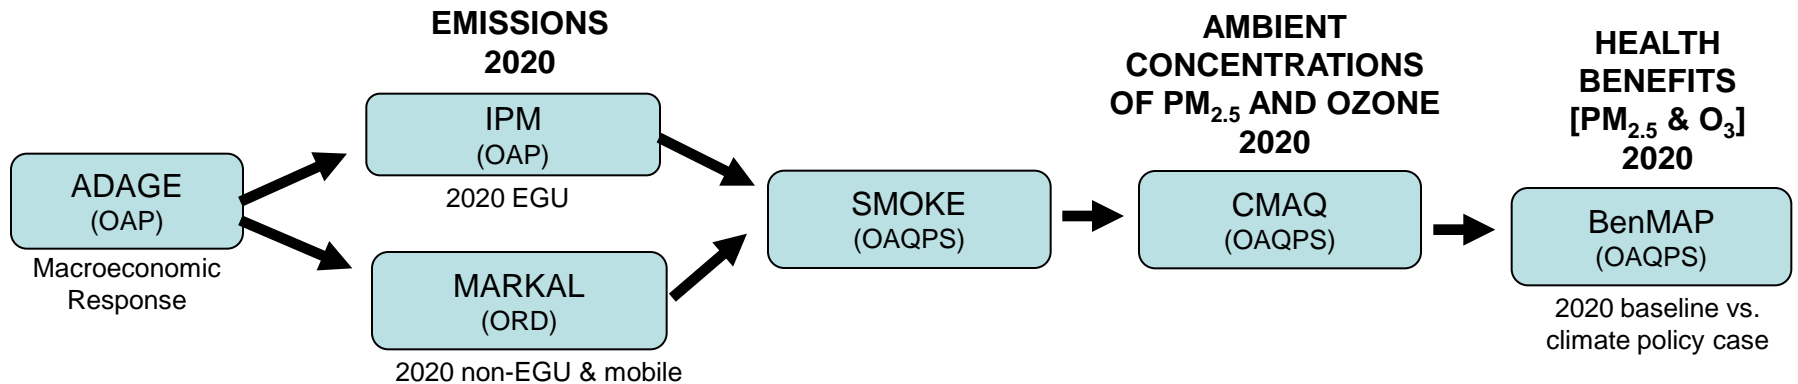 ADAGE
(OAP)
Macroeconomic
Response
EMISSIONS
2020
IPM
(OAP)
2020 EGU
MARKAL
(ORD)
2020 non-EGU & mobile
SMOKE
(OAQPS)
AMBIENT
CONCENTRATIONS
OF PM2.5 AND OZONE
2020
CMAQ
(OAQPS)
HEALTH
BENEFITS
[PM2.5 & O3]
2020
BenMAP
(OAQPS)
2020 baseline vs.
climate policy case